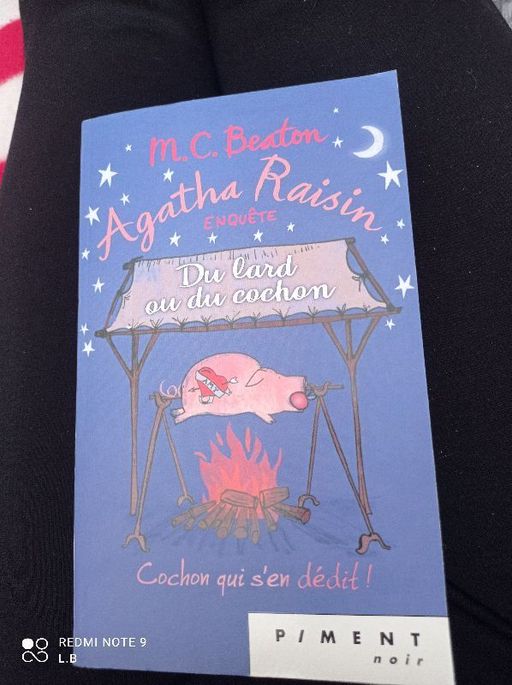 M.C. Beaton
Agatha Raisin
ENQUÊTE
Du lard
ou du cochon
Cochon qui s'en dédit !
PIMENT
noir
REDMI NOTE 9
L.B